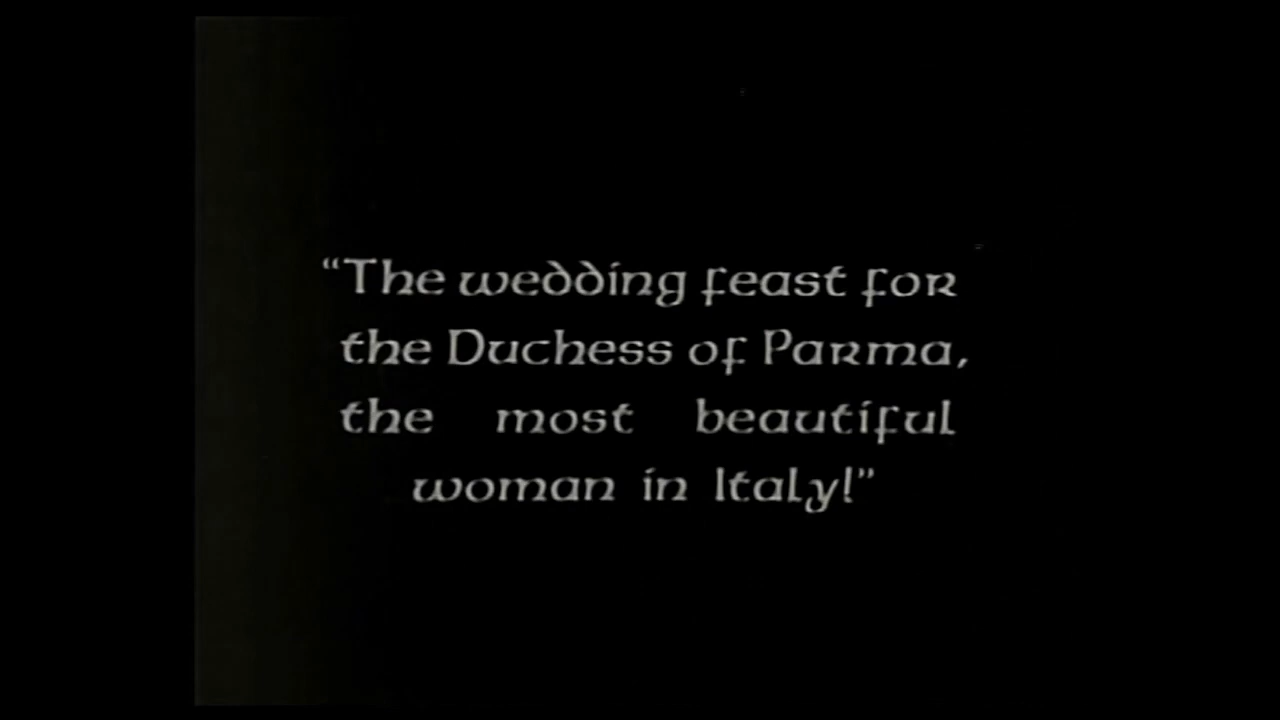 “The wedding feast for
the Duchess of Parma,
the most beautiful
woman in Italy!”